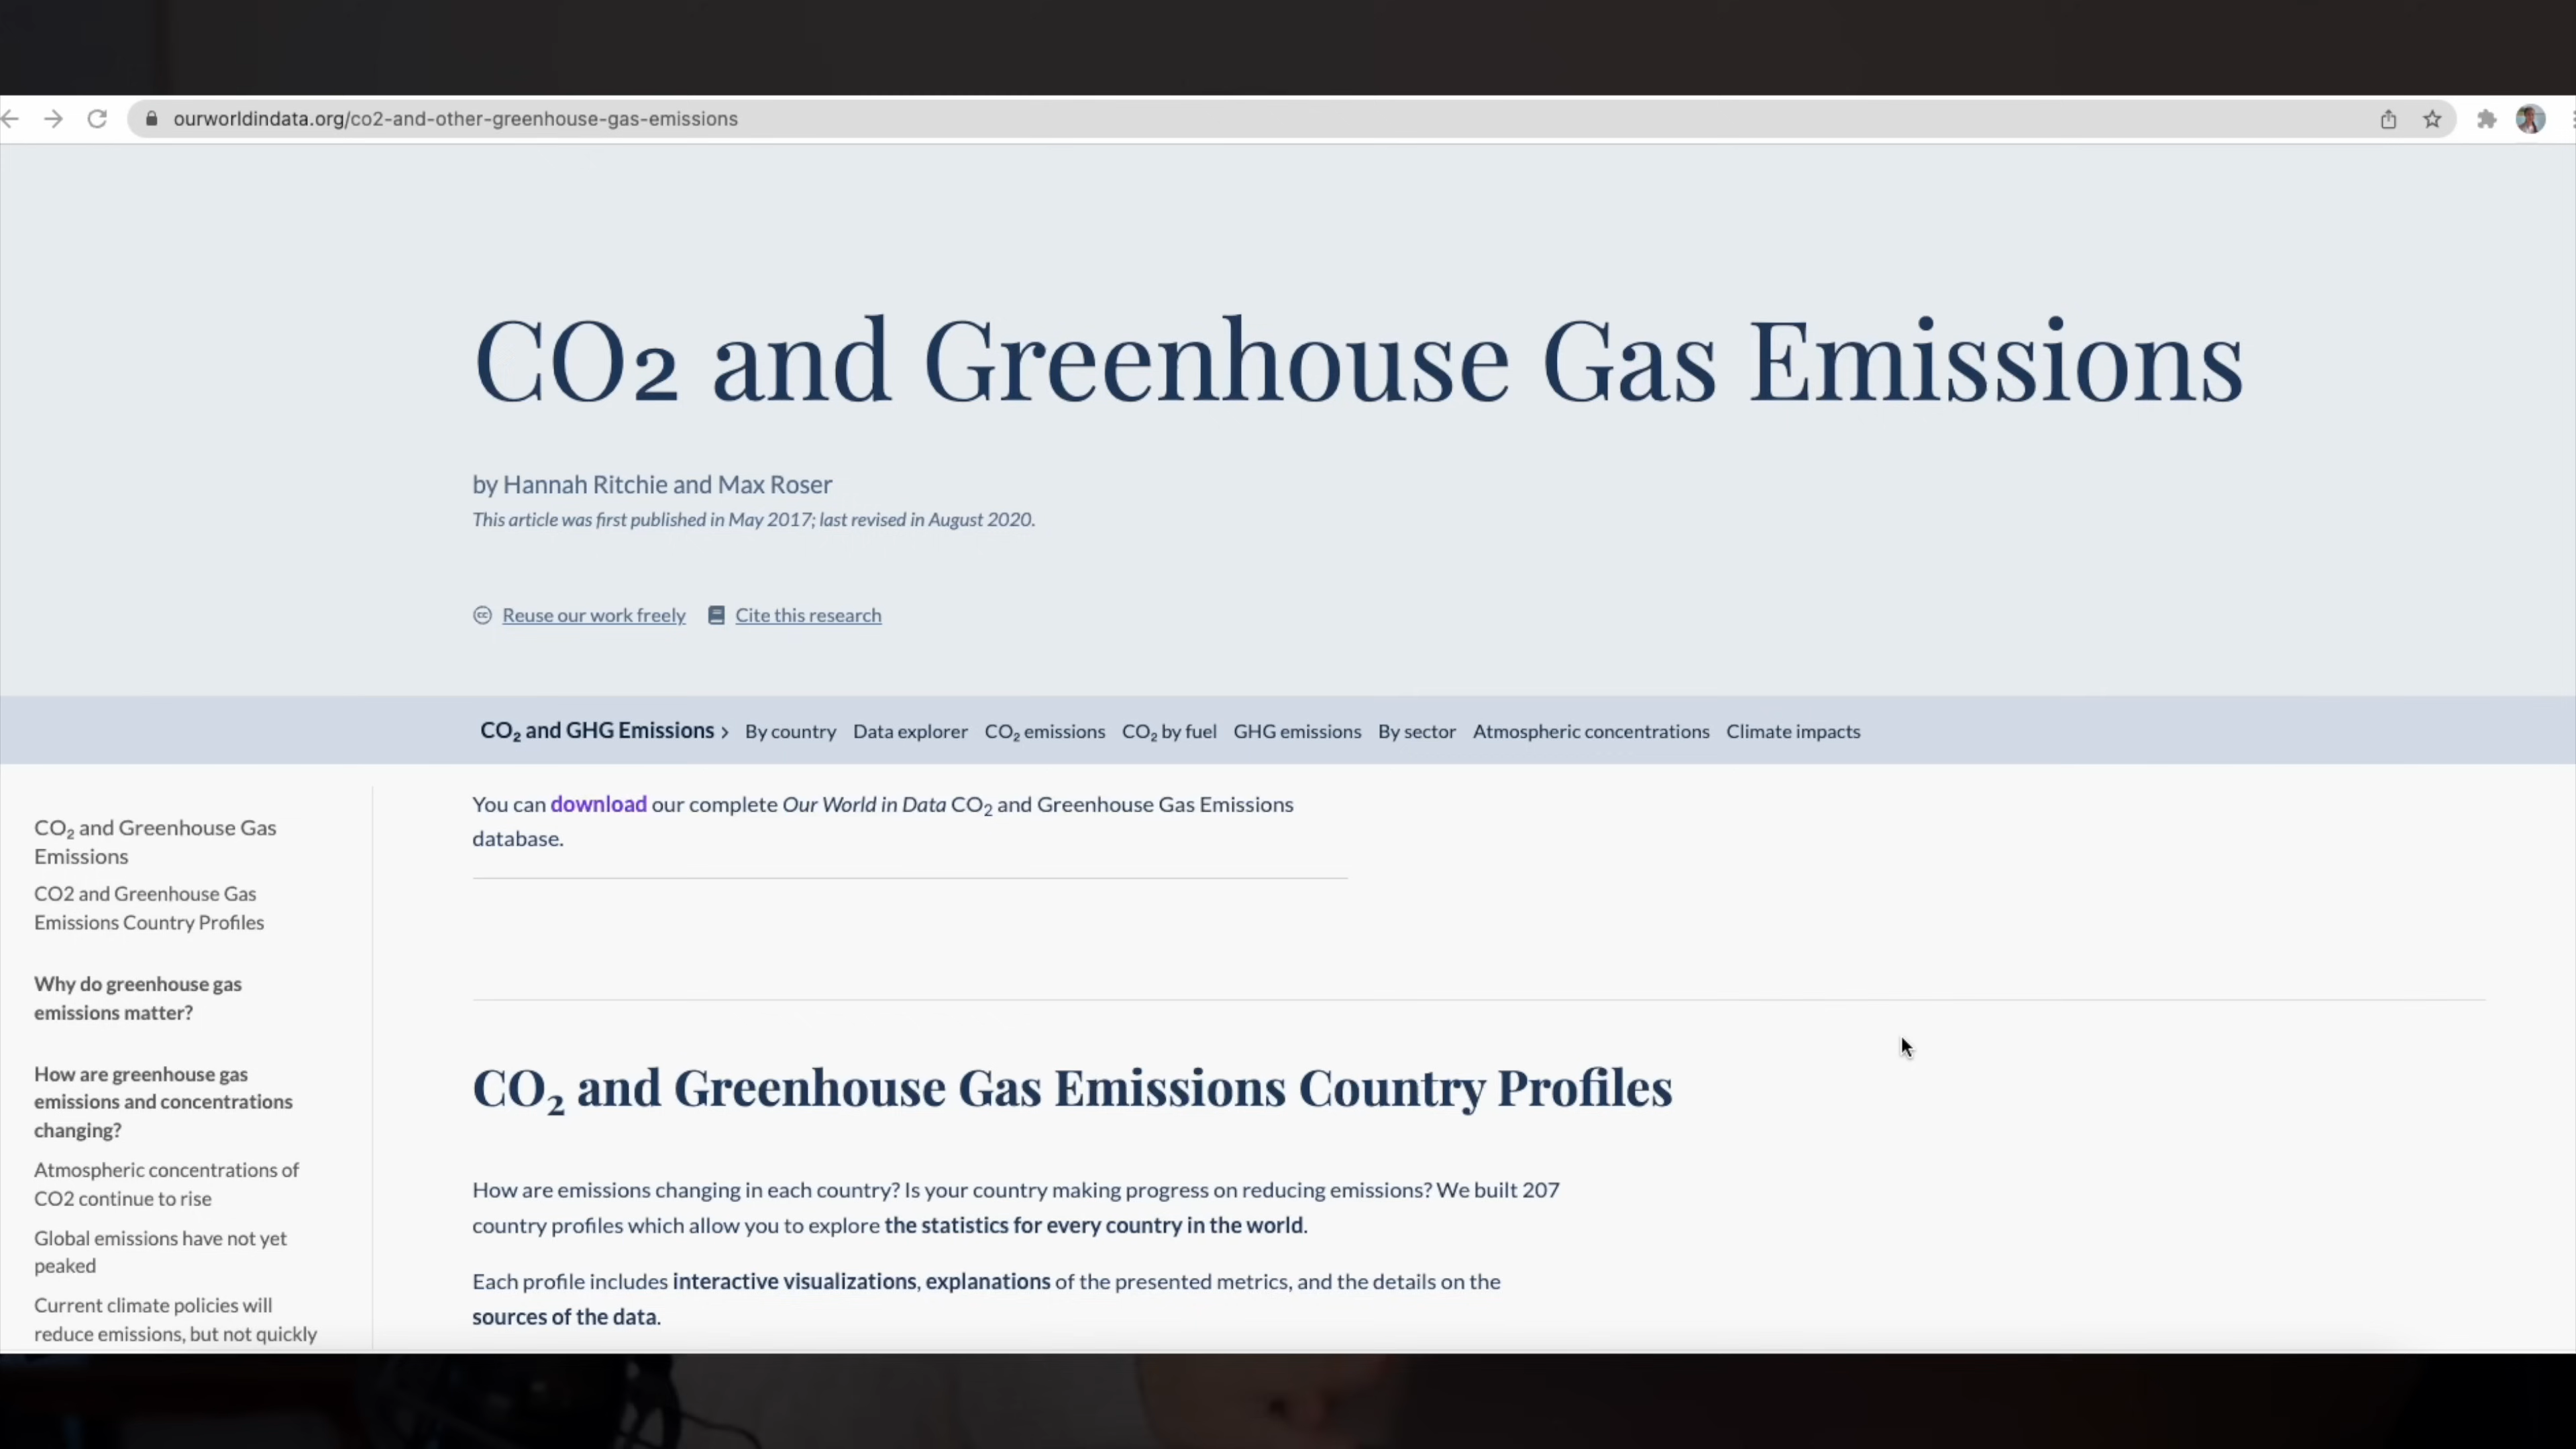 ourworldindata.org/co2-and-other-greenhouse-gas-emissions
CO2 and Greenhouse Gas Emissions
by Hannah Ritchie and Max Roser
This article was first published in May 2017; last revised in August 2020.
Reuse our work freely Cite this research
CO₂ and GHG Emissions › By country Data explorer CO₂ emissions CO₂ by fuel GHG emissions By sector Atmospheric concentrations Climate impacts
CO₂ and Greenhouse Gas
Emissions
CO2 and Greenhouse Gas
Emissions Country Profiles
Why do greenhouse gas
emissions matter?
How are greenhouse gas
emissions and concentrations
changing?
Atmospheric concentrations of
CO2 continue to rise
Global emissions have not yet
peaked
Current climate policies will
reduce emissions, but not quickly
You can download our complete Our World in Data CO₂ and Greenhouse Gas Emissions
database.
CO₂ and Greenhouse Gas Emissions Country Profiles
How are emissions changing in each country? Is your country making progress on reducing emissions? We built 207
country profiles which allow you to explore the statistics for every country in the world.
Each profile includes interactive visualizations, explanations of the presented metrics, and the details on the
sources of the data.